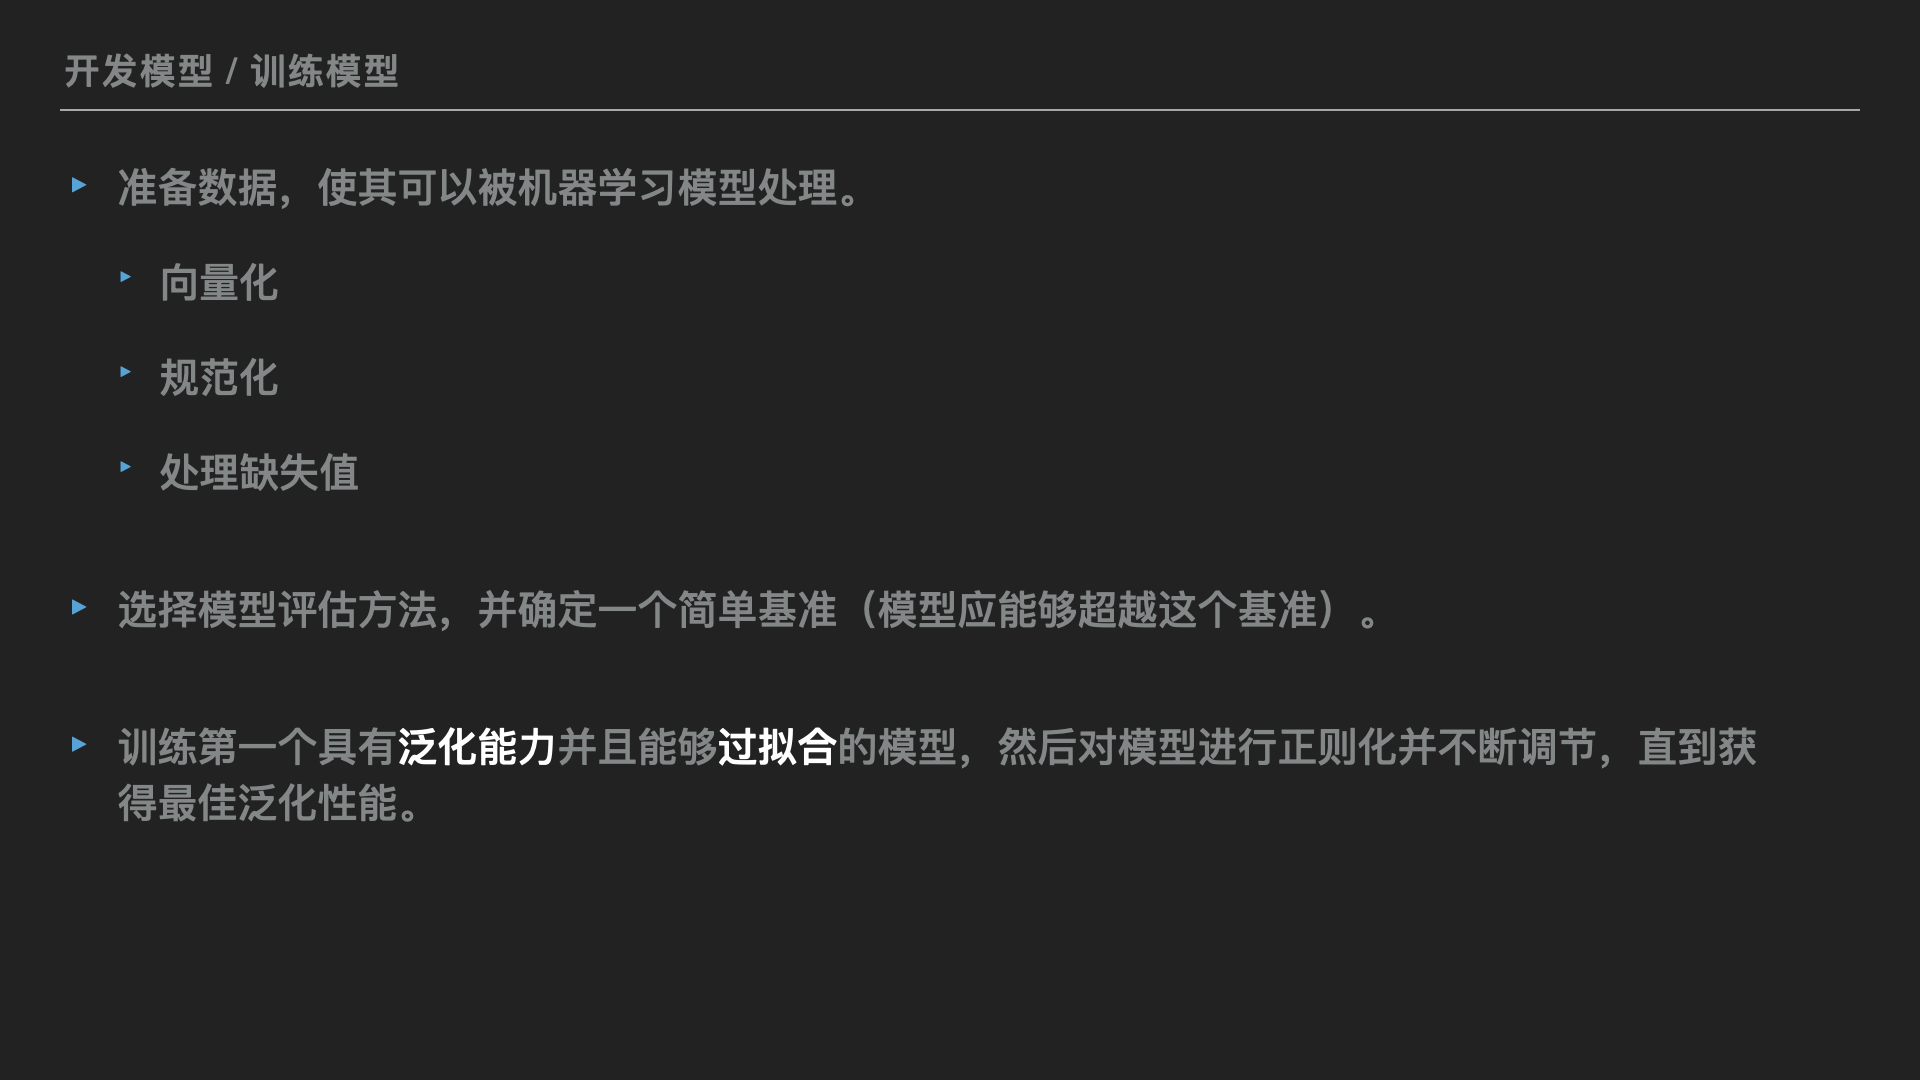 开发模型 / 训练模型
准备数据，使其可以被机器学习模型处理。
向量化
规范化
处理缺失值
选择模型评估方法，并确定一个简单基准（模型应能够超越这个基准）。
训练第一个具有泛化能力并且能够过拟合的模型，然后对模型进行正则化并不断调节，直到获
得最佳泛化性能。